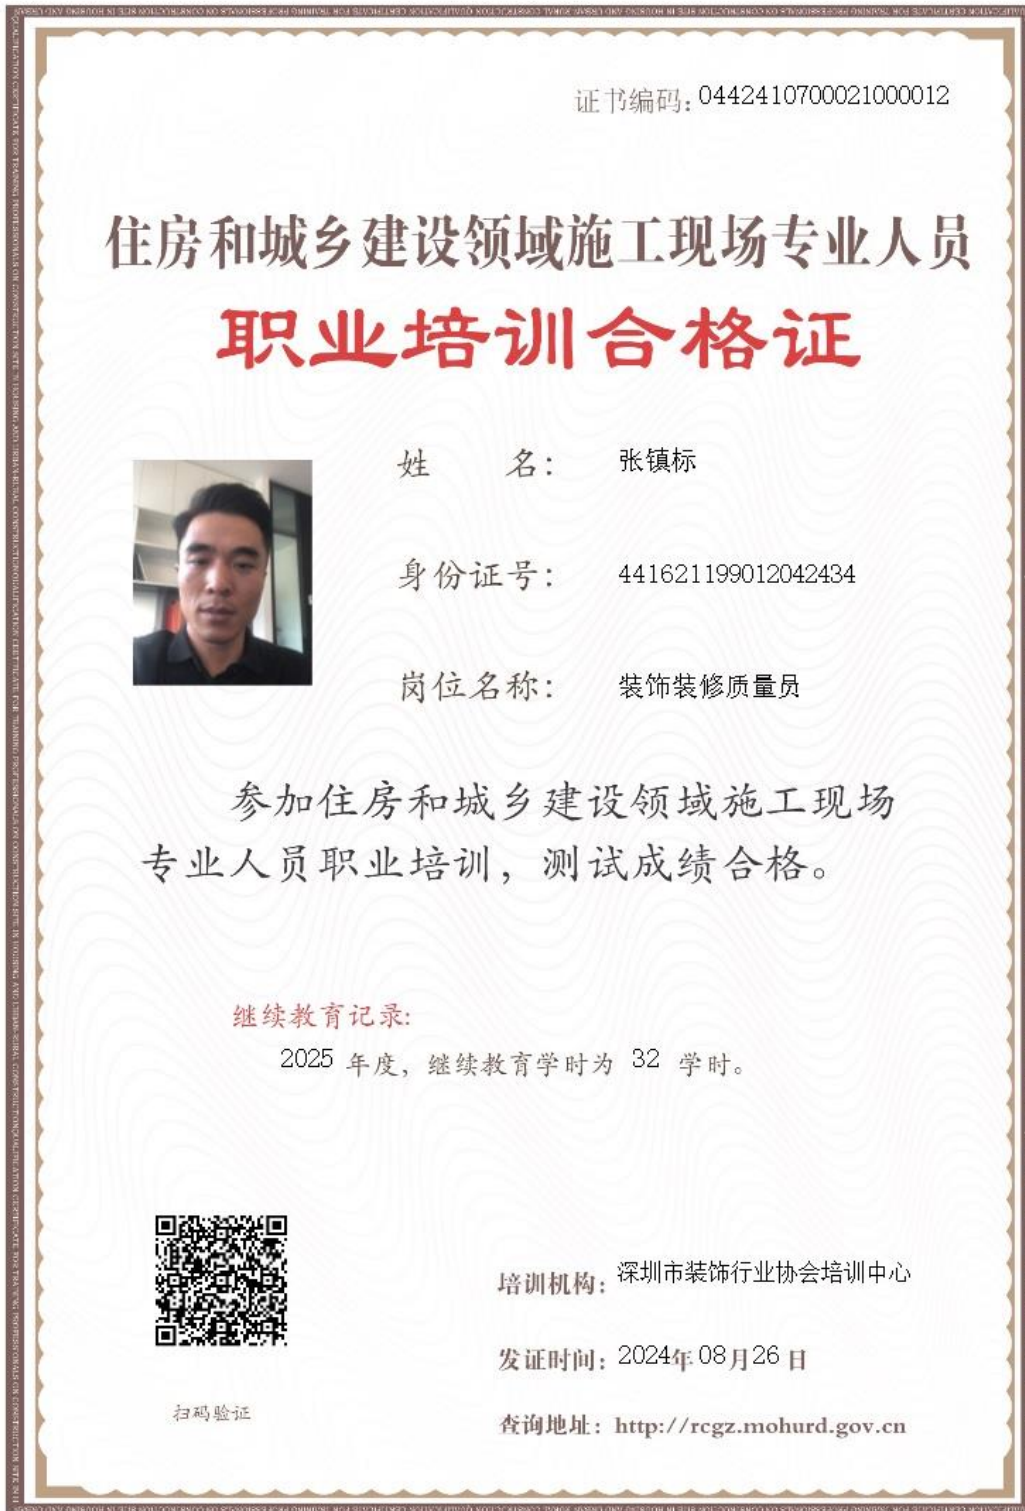 证书编码: 0442410700021000012
住房和城乡建设领域施工现场专业人员
职业培训合格证
姓 名: 张镇标
身份证号: 441621199012042434
岗位名称: 装饰装修质量员
参加住房和城乡建设领域施工现场
专业人员职业培训，测试成绩合格。
继续教育记录:
2025 年度，继续教育学时为 32 学时。
培训机构: 深圳市装饰行业协会培训中心
发证时间: 2024年 08月26 日
扫码验证
查询地址: http://rcgz.mohurd.gov.cn